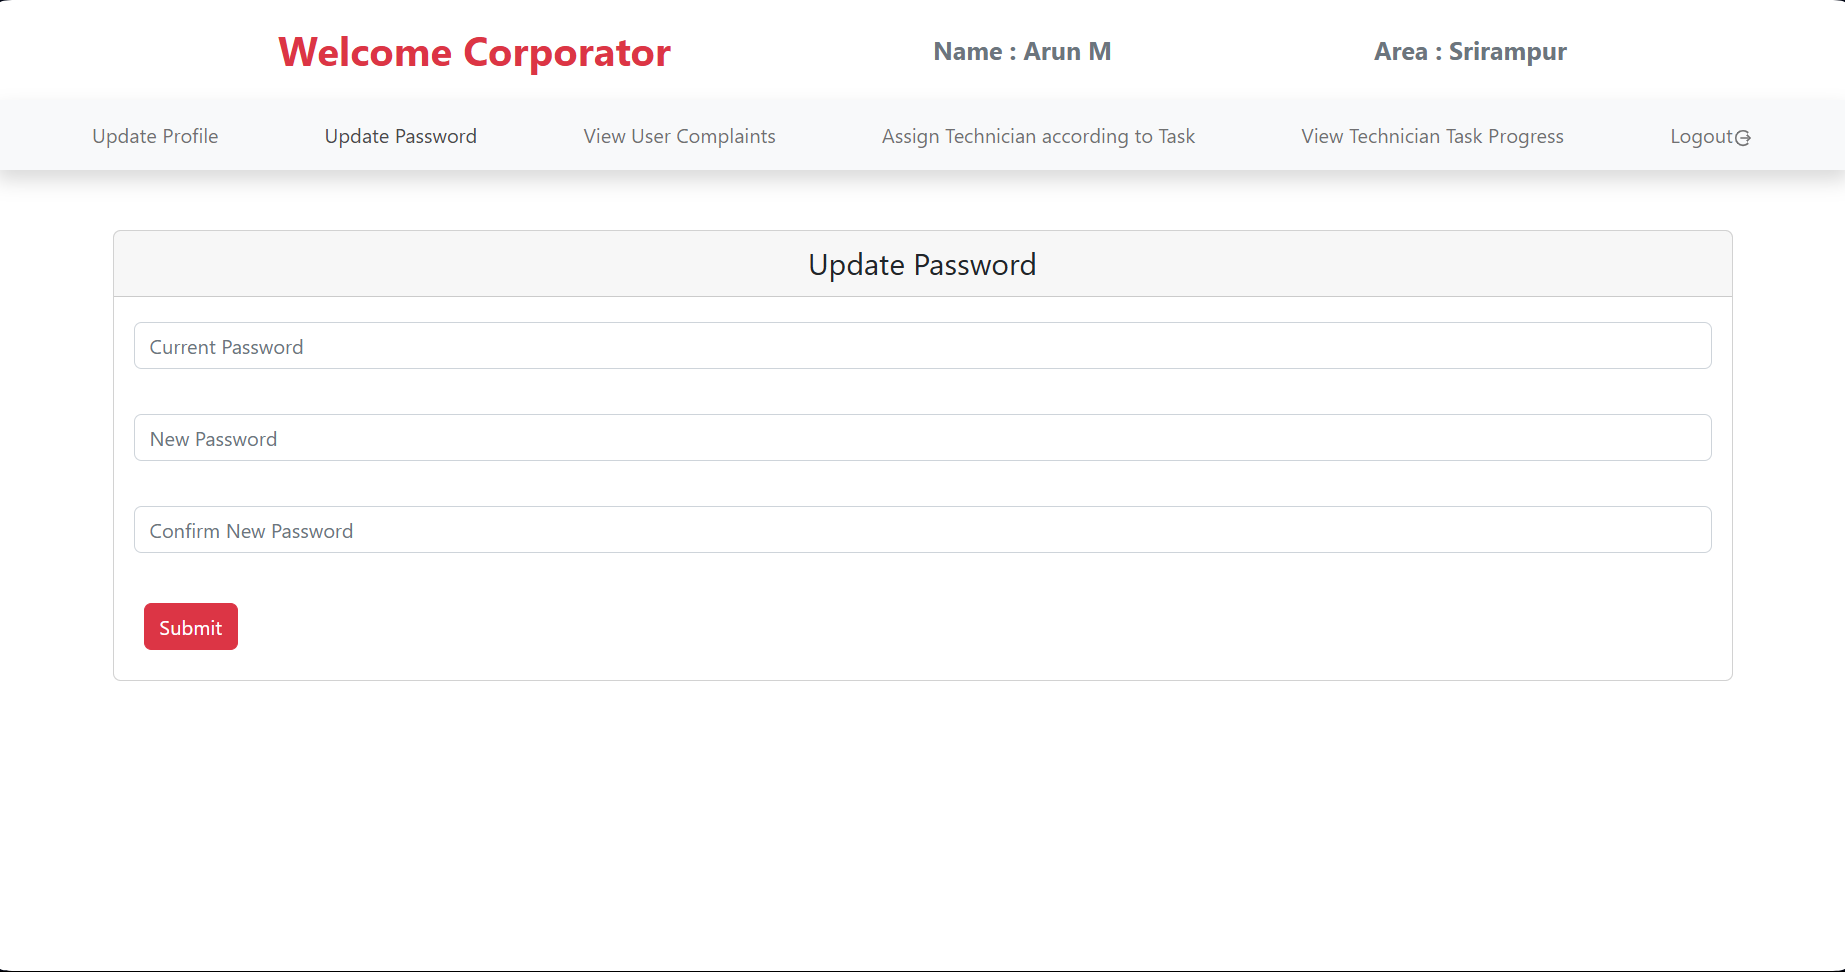 Welcome Corporator
Name : Arun M
Area : Srirampur
Update Profile
Update Password
View User Complaints
Assign Technician according to Task
View Technician Task Progress
Logout
Update Password
Current Password
New Password
Confirm New Password
Submit